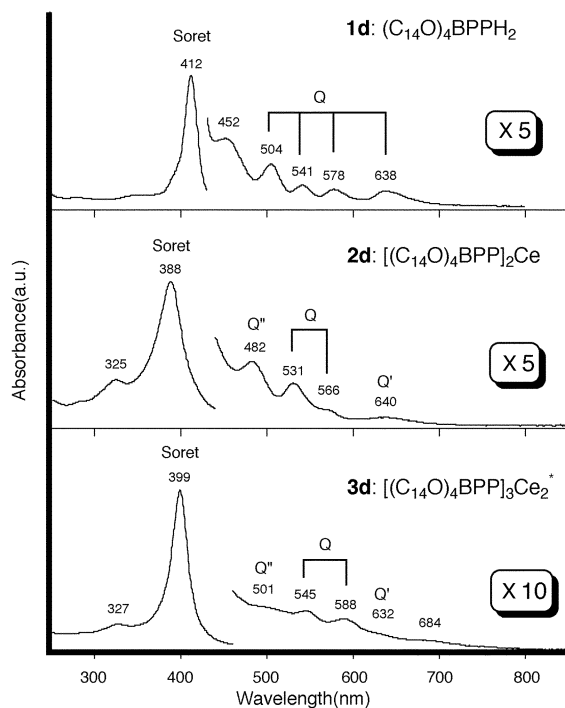 1d: (C₁₄O)₄BPPH₂
Soret
412
452
Q
504
541
578
638
X 5
2d: [(C₁₄O)₄BPP]₂Ce
Soret
388
325
Q"
482
Q
531
566
Q'
640
X 5
3d: [(C₁₄O)₄BPP]₃Ce₂*
Soret
399
327
Q"
501
Q
545
588
Q'
632
684
X 10
Absorbance(a.u.)
300 400 500 600 700 800
Wavelength(nm)